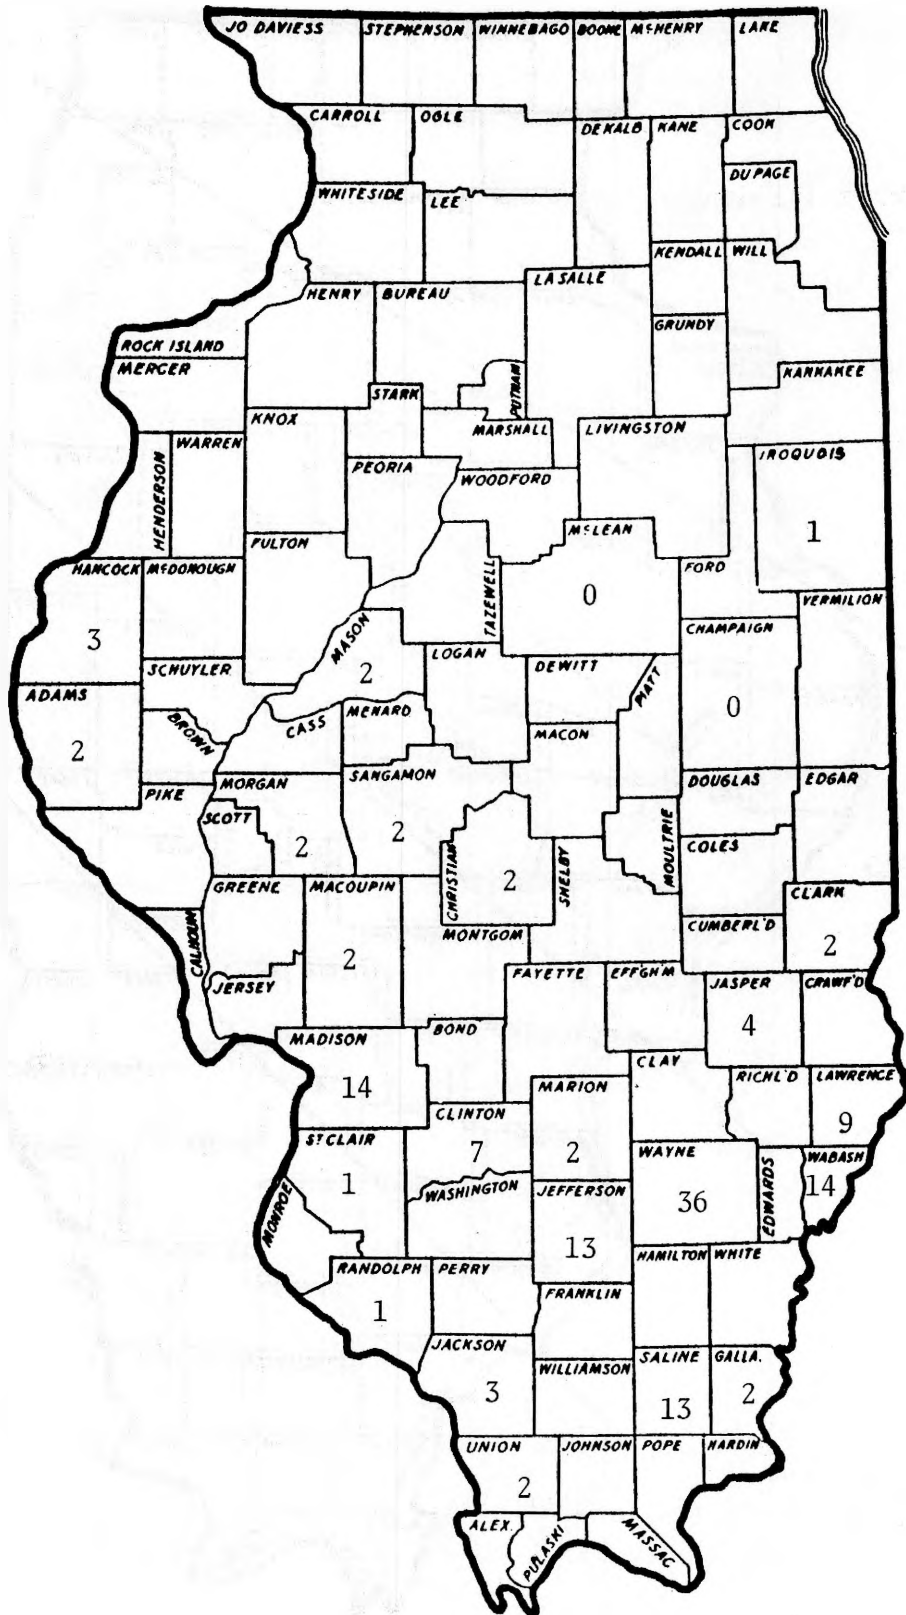 JO DAVIESS STEPHENSON WINNEBAGO BOONE McHENRY LAKE
CARROLL OGLE DEKALB KANE COOK
DUPAGE
WHITESIDE LEE
KENDALL WILL
LASALLE
HENRY BUREAU
GRUNDY
ROCK ISLAND
MERCER KANKAKEE
PUTNAM
STARK
KNOX
MARSHALL LIVINGSTON
WARREN
HENDERSON
PEORIA IROQUOIS
WOODFORD
McLEAN
1
FULTON
HANCOCK McDONOUGH TAZEWELL FORD
0
VERMILION
CHAMPAIGN
3
MASON
LOGAN
SCHUYLER DEWITT
2
PIATT
ADAMS
MENARD
0
BROWN CASS
MACON
2
SANGAMON
MORGAN DOUGLAS EDGAR
PIKE
SCOTT
2 2
MOULTRIE
COLES
CHRISTIAN
2
SHELBY
GREENE MACOUPIN CLARK
CUMBERL'D
MONTGOM
2
CALHOUN
2
FAYETTE EFFGHM
JERSEY JASPER CRAWF'D
4
BOND
MADISON
CLAY
RICHL'D LAWRENCE
14
MARION
CLINTON
9
ST CLAIR
7
2
WAYNE
WABASH
1
WASHINGTON JEFFERSON
EDWARDS
14
MONROE
36
13
HAMILTON WHITE
RANDOLPH PERRY
FRANKLIN
1
JACKSON
SALINE GALLA.
WILLIAMSON
3
13
2
UNION JOHNSON POPE HARDIN
2
ALEX.
PULASKI
MASSAC